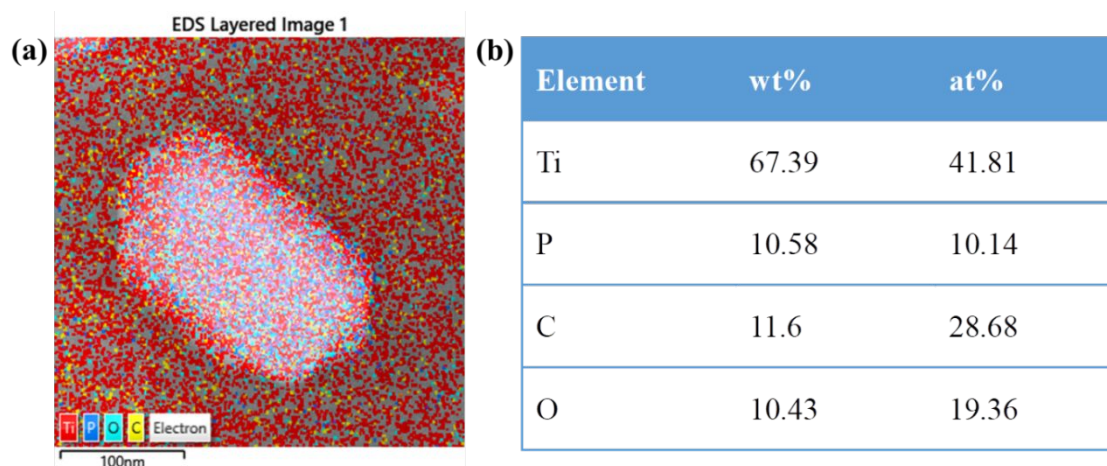 EDS Layered Image 1
(a)
Ti P O C Electron
100nm
(b)
Element wt% at%
Ti 67.39 41.81
P 10.58 10.14
C 11.6 28.68
O 10.43 19.36